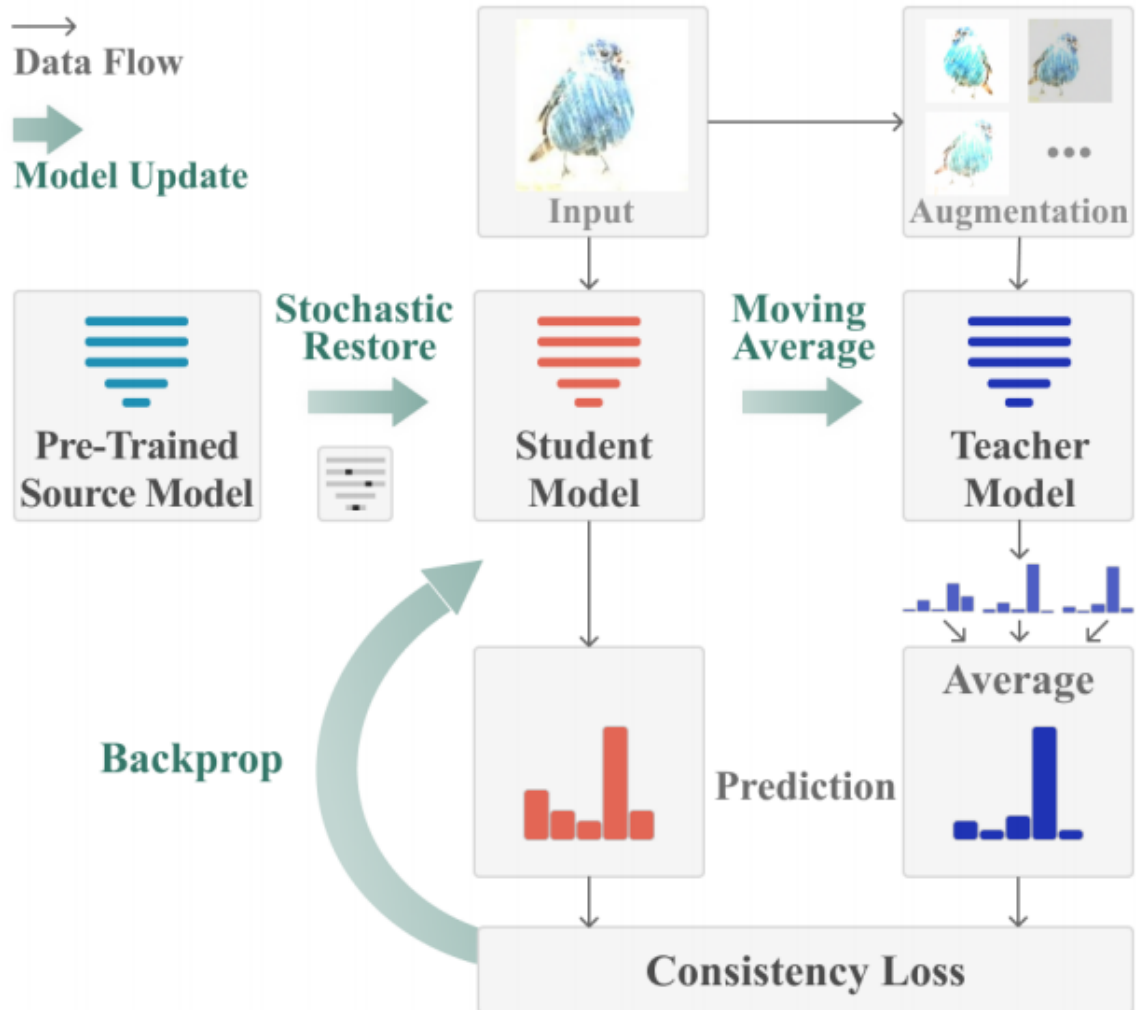 Data Flow
Model Update
Input
Augmentation
Pre-Trained
Source Model
Stochastic
Restore
Student
Model
Moving
Average
Teacher
Model
Backprop
Prediction
Average
Consistency Loss